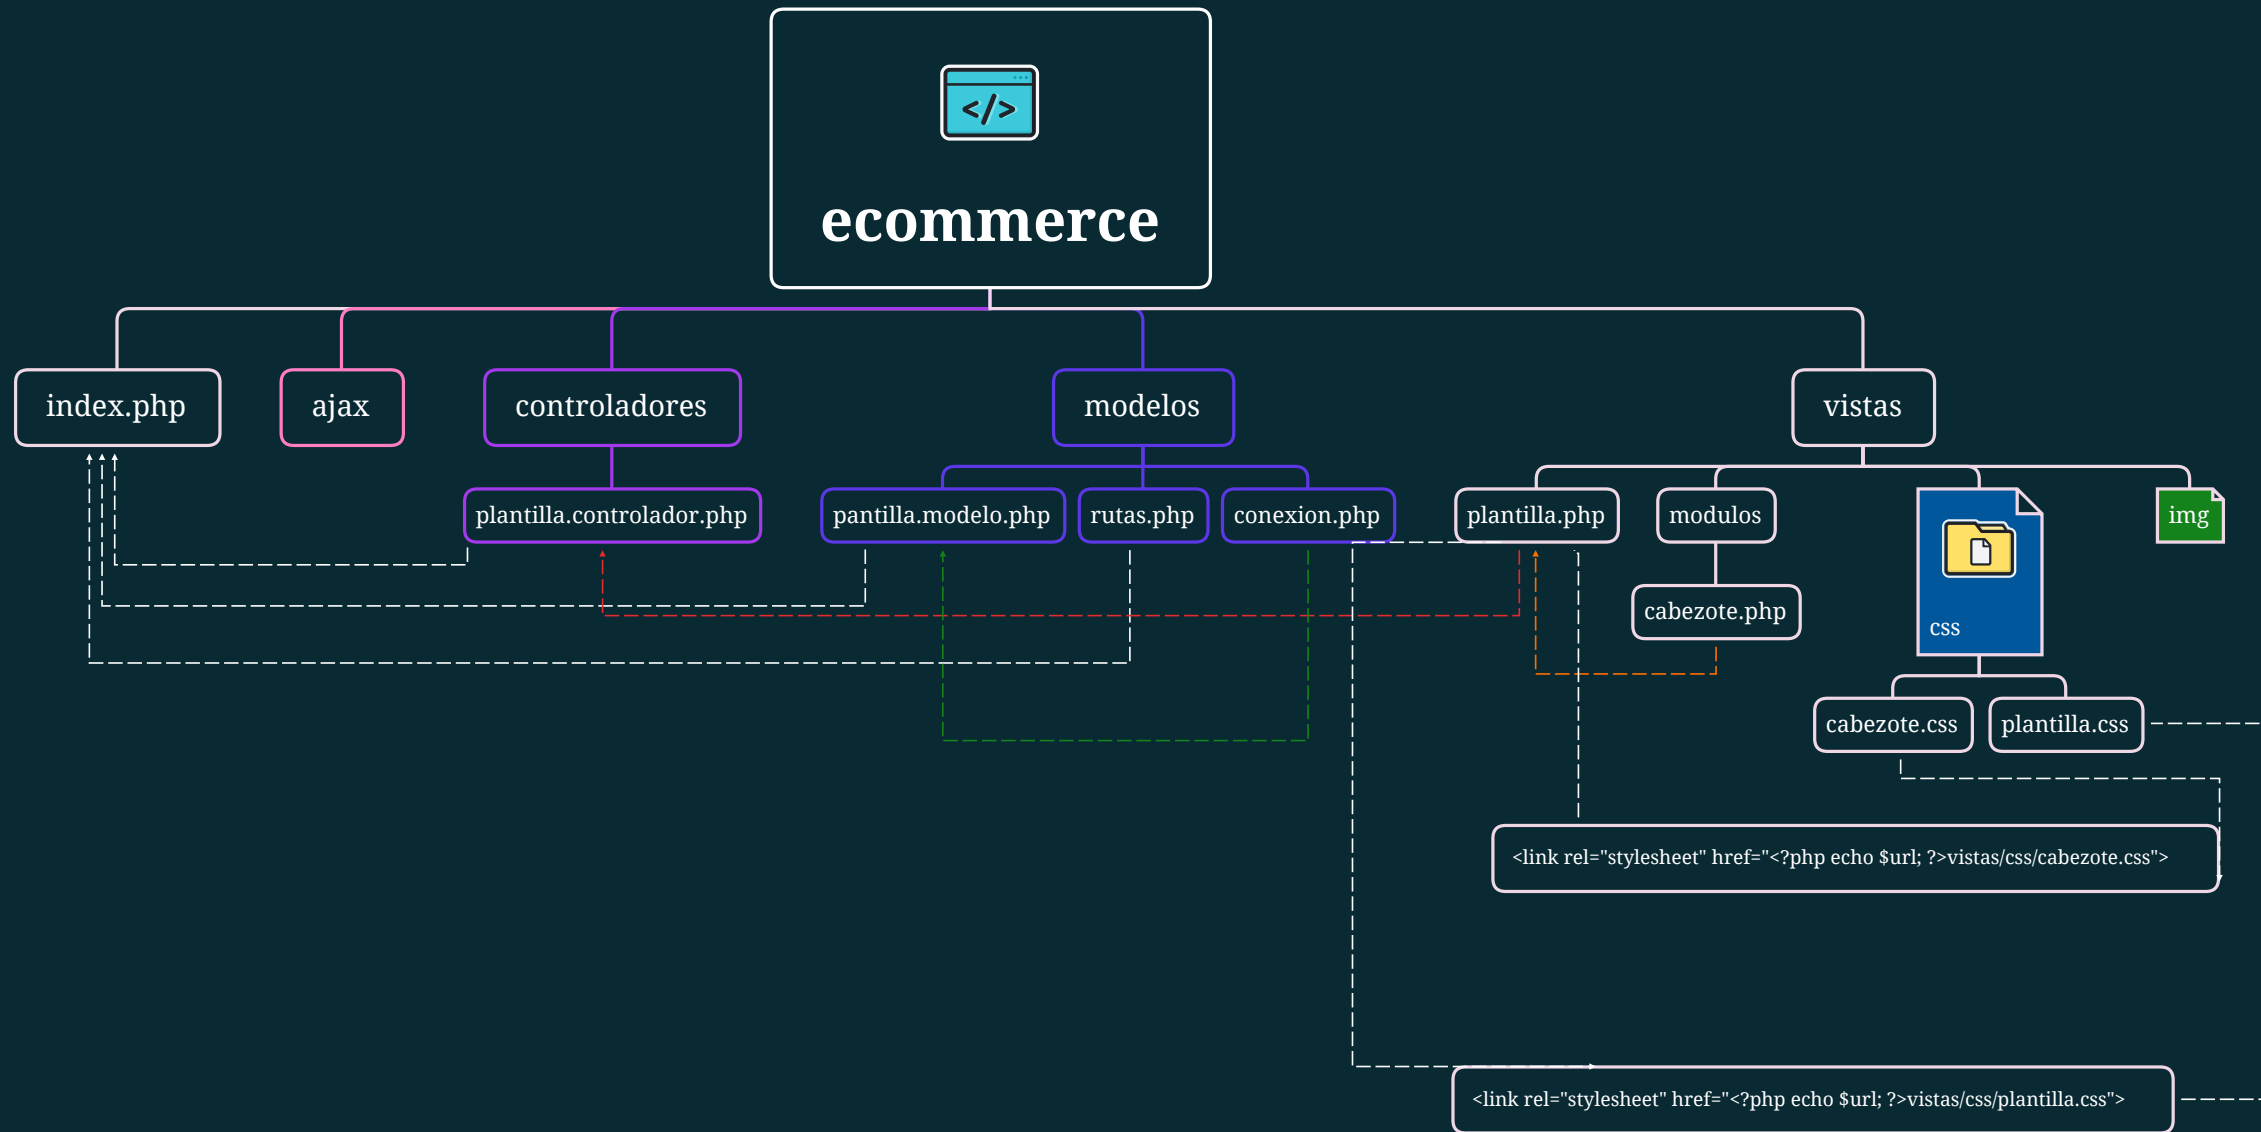 </>
ecommerce
index.php
ajax
controladores
modelos
vistas
plantilla.controlador.php
pantilla.modelo.php
rutas.php
conexion.php
plantilla.php
modulos
css
img
cabezote.php
cabezote.css
plantilla.css
<link rel="stylesheet" href="<?php echo $url; ?>vistas/css/cabezote.css">
<link rel="stylesheet" href="<?php echo $url; ?>vistas/css/plantilla.css">